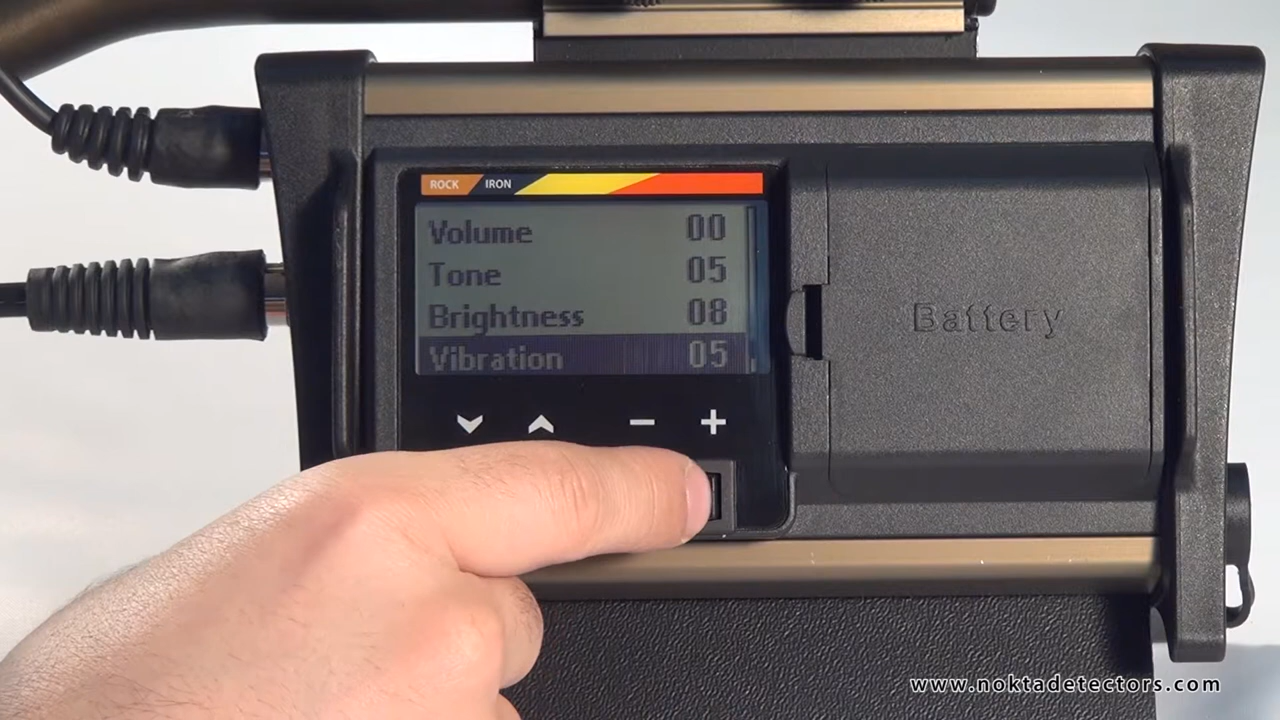 ROCK IRON
Volume 00
Tone 05
Brightness 08
Vibration 05
− +
Battery
www.noktadetectors.com